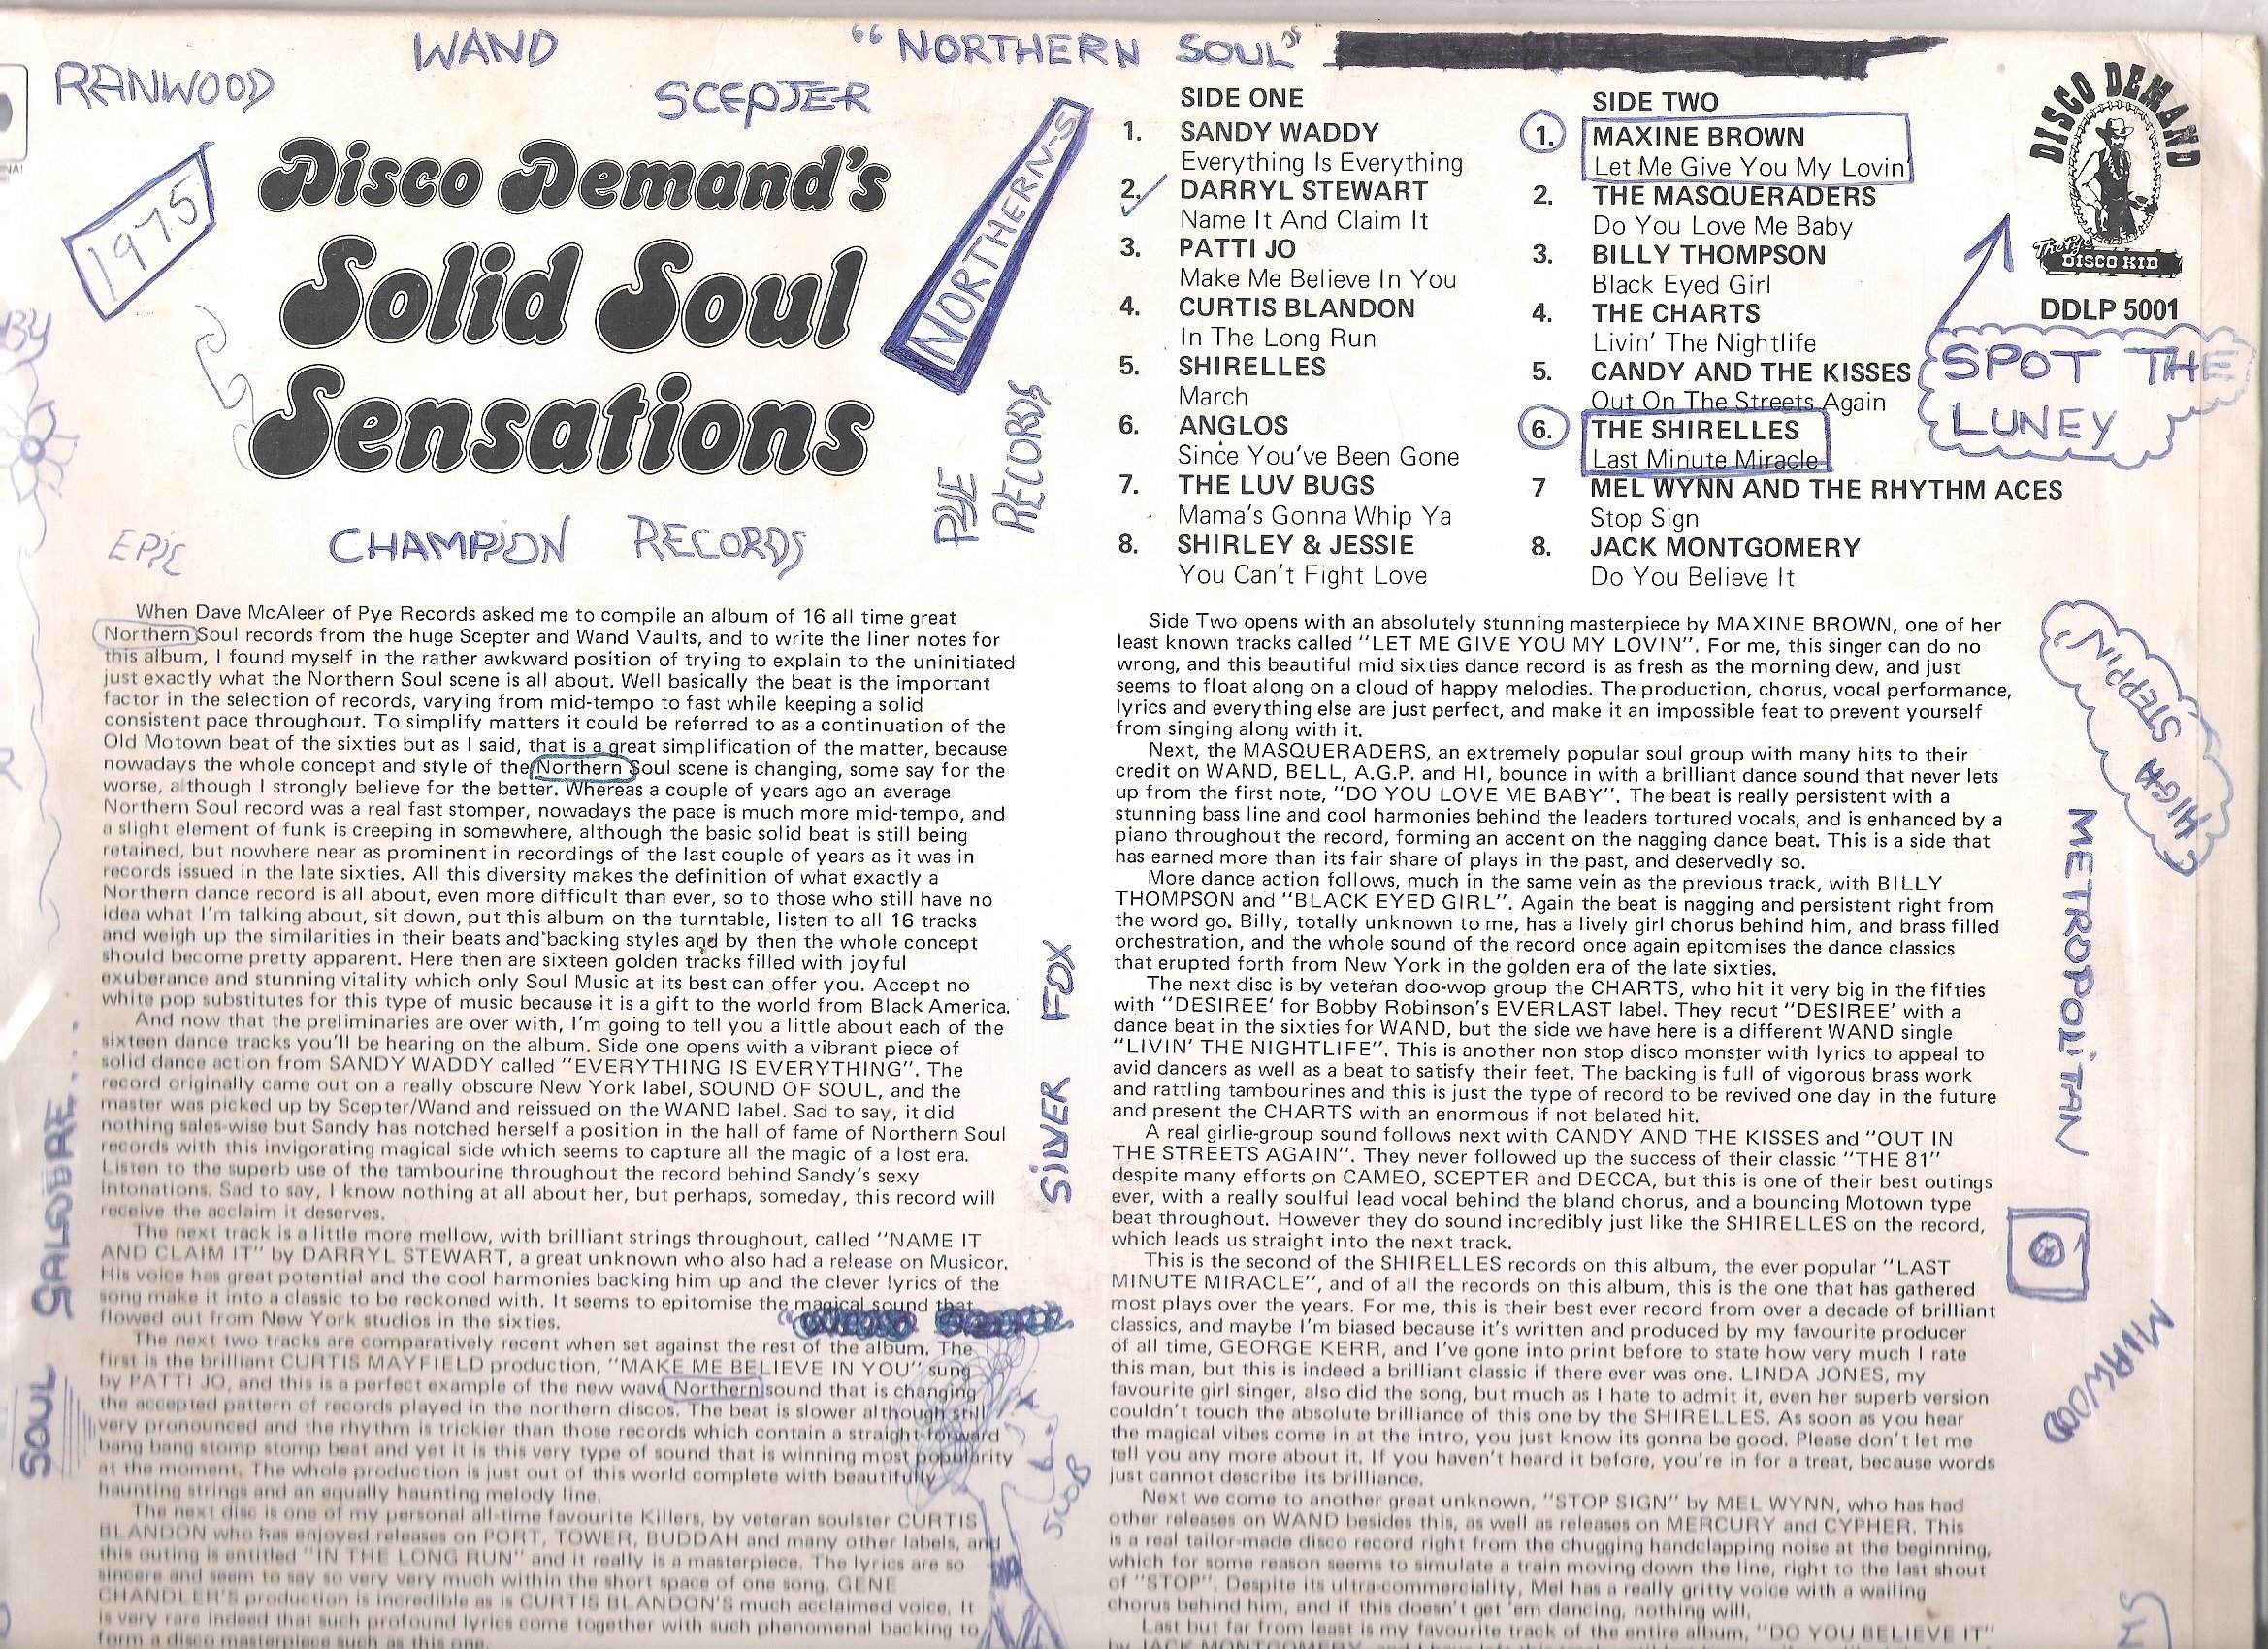 WAND
"NORTHERN SOUL"
RANWOOD
SCEPTER
1975
Disco Demand's
Solid Soul
Sensations
NORTHERN-S
PYE
RECORDS
EPIC
CHAMPION RECORDS
SIDE ONE
1. SANDY WADDY
Everything Is Everything
2. DARRYL STEWART
Name It And Claim It
3. PATTI JO
Make Me Believe In You
4. CURTIS BLANDON
In The Long Run
5. SHIRELLES
March
6. ANGLOS
Since You've Been Gone
7. THE LUV BUGS
Mama's Gonna Whip Ya
8. SHIRLEY & JESSIE
You Can't Fight Love
SIDE TWO
1. MAXINE BROWN
Let Me Give You My Lovin'
2. THE MASQUERADERS
Do You Love Me Baby
3. BILLY THOMPSON
Black Eyed Girl
4. THE CHARTS
Livin' The Nightlife
5. CANDY AND THE KISSES
Out On The Streets Again
6. THE SHIRELLES
Last Minute Miracle
7 MEL WYNN AND THE RHYTHM ACES
Stop Sign
8. JACK MONTGOMERY
Do You Believe It
DISCO DEMAND
The Pye
DISCO KID
DDLP 5001
SPOT THE
LUNEY
When Dave McAleer of Pye Records asked me to compile an album of 16 all time great
Northern Soul records from the huge Scepter and Wand Vaults, and to write the liner notes for
this album, I found myself in the rather awkward position of trying to explain to the uninitiated
just exactly what the Northern Soul scene is all about. Well basically the beat is the important
factor in the selection of records, varying from mid-tempo to fast while keeping a solid
consistent pace throughout. To simplify matters it could be referred to as a continuation of the
Old Motown beat of the sixties but as I said, that is a great simplification of the matter, because
nowadays the whole concept and style of the Northern Soul scene is changing, some say for the
worse, although I strongly believe for the better. Whereas a couple of years ago an average
Northern Soul record was a real fast stomper, nowadays the pace is much more mid-tempo, and
a slight element of funk is creeping in somewhere, although the basic solid beat is still being
retained, but nowhere near as prominent in recordings of the last couple of years as it was in
records issued in the late sixties. All this diversity makes the definition of what exactly a
Northern dance record is all about, even more difficult than ever, so to those who still have no
idea what I'm talking about, sit down, put this album on the turntable, listen to all 16 tracks
and weigh up the similarities in their beats and backing styles and by then the whole concept
should become pretty apparent. Here then are sixteen golden tracks filled with joyful
exuberance and stunning vitality which only Soul Music at its best can offer you. Accept no
white pop substitutes for this type of music because it is a gift to the world from Black America.
And now that the preliminaries are over with, I'm going to tell you a little about each of the
sixteen dance tracks you'll be hearing on the album. Side one opens with a vibrant piece of
solid dance action from SANDY WADDY called "EVERYTHING IS EVERYTHING". The
record originally came out on a really obscure New York label, SOUND OF SOUL, and the
master was picked up by Scepter/Wand and reissued on the WAND label. Sad to say, it did
nothing sales-wise but Sandy has notched herself a position in the hall of fame of Northern Soul
records with this invigorating magical side which seems to capture all the magic of a lost era.
Listen to the superb use of the tambourine throughout the record behind Sandy's sexy
intonations. Sad to say, I know nothing at all about her, but perhaps, someday, this record will
receive the acclaim it deserves.
The next track is a little more mellow, with brilliant strings throughout, called "NAME IT
AND CLAIM IT" by DARRYL STEWART, a great unknown who also had a release on Musicor.
His voice has great potential and the cool harmonies backing him up and the clever lyrics of the
song make it into a classic to be reckoned with. It seems to epitomise the magical sound that
flowed out from New York studios in the sixties.
The next two tracks are comparatively recent when set against the rest of the album. The
first is the brilliant CURTIS MAYFIELD production, "MAKE ME BELIEVE IN YOU" sung
by PATTI JO, and this is a perfect example of the new wave Northern sound that is changing
the accepted pattern of records played in the northern discos. The beat is slower although still
very pronounced and the rhythm is trickier than those records which contain a straight-forward
bang bang stomp stomp beat and yet it is this very type of sound that is winning most popularity
at the moment. The whole production is just out of this world complete with beautifully
haunting strings and an equally haunting melody line.
The next disc is one of my personal all-time favourite Killers, by veteran soulster CURTIS
BLANDON who has enjoyed releases on PORT, TOWER, BUDDAH and many other labels, and
this outing is entitled "IN THE LONG RUN" and it really is a masterpiece. The lyrics are so
sincere and seem to say so very very much within the short space of one song. GENE
CHANDLER'S production is incredible as is CURTIS BLANDON'S much acclaimed voice. It
is very rare indeed that such profound lyrics come together with such phenomenal backing to
form a disco masterpiece such as this one.
Side Two opens with an absolutely stunning masterpiece by MAXINE BROWN, one of her
least known tracks called "LET ME GIVE YOU MY LOVIN". For me, this singer can do no
wrong, and this beautiful mid sixties dance record is as fresh as the morning dew, and just
seems to float along on a cloud of happy melodies. The production, chorus, vocal performance,
lyrics and everything else are just perfect, and make it an impossible feat to prevent yourself
from singing along with it.
Next, the MASQUERADERS, an extremely popular soul group with many hits to their
credit on WAND, BELL, A.G.P. and HI, bounce in with a brilliant dance sound that never lets
up from the first note, "DO YOU LOVE ME BABY". The beat is really persistent with a
stunning bass line and cool harmonies behind the leaders tortured vocals, and is enhanced by a
piano throughout the record, forming an accent on the nagging dance beat. This is a side that
has earned more than its fair share of plays in the past, and deservedly so.
More dance action follows, much in the same vein as the previous track, with BILLY
THOMPSON and "BLACK EYED GIRL". Again the beat is nagging and persistent right from
the word go. Billy, totally unknown to me, has a lively girl chorus behind him, and brass filled
orchestration, and the whole sound of the record once again epitomises the dance classics
that erupted forth from New York in the golden era of the late sixties.
The next disc is by veteran doo-wop group the CHARTS, who hit it very big in the fifties
with "DESIREE' for Bobby Robinson's EVERLAST label. They recut "DESIREE' with a
dance beat in the sixties for WAND, but the side we have here is a different WAND single
"LIVIN' THE NIGHTLIFE". This is another non stop disco monster with lyrics to appeal to
avid dancers as well as a beat to satisfy their feet. The backing is full of vigorous brass work
and rattling tambourines and this is just the type of record to be revived one day in the future
and present the CHARTS with an enormous if not belated hit.
A real girlie-group sound follows next with CANDY AND THE KISSES and "OUT IN
THE STREETS AGAIN". They never followed up the success of their classic "THE 81"
despite many efforts on CAMEO, SCEPTER and DECCA, but this is one of their best outings
ever, with a really soulful lead vocal behind the bland chorus, and a bouncing Motown type
beat throughout. However they do sound incredibly just like the SHIRELLES on the record,
which leads us straight into the next track.
This is the second of the SHIRELLES records on this album, the ever popular "LAST
MINUTE MIRACLE", and of all the records on this album, this is the one that has gathered
most plays over the years. For me, this is their best ever record from over a decade of brilliant
classics, and maybe I'm biased because it's written and produced by my favourite producer
of all time, GEORGE KERR, and I've gone into print before to state how very much I rate
this man, but this is indeed a brilliant classic if there ever was one. LINDA JONES, my
favourite girl singer, also did the song, but much as I hate to admit it, even her superb version
couldn't touch the absolute brilliance of this one by the SHIRELLES. As soon as you hear
the magical vibes come in at the intro, you just know its gonna be good. Please don't let me
tell you any more about it. If you haven't heard it before, you're in for a treat, because words
just cannot describe its brilliance.
Next we come to another great unknown, "STOP SIGN" by MEL WYNN, who has had
other releases on WAND besides this, as well as releases on MERCURY and CYPHER. This
is a real tailor-made disco record right from the chugging handclapping noise at the beginning,
which for some reason seems to simulate a train moving down the line, right to the last shout
of "STOP". Despite its ultra-commerciality, Mel has a really gritty voice with a wailing
chorus behind him, and if this doesn't get 'em dancing, nothing will.
Last but far from least is my favourite track of the entire album, "DO YOU BELIEVE IT"
by JACK MONTGOMERY,
SOUL GALORE....
SILVER FOX
HIGH STEPPIN'
METROPOLITAN
MIRWOOD